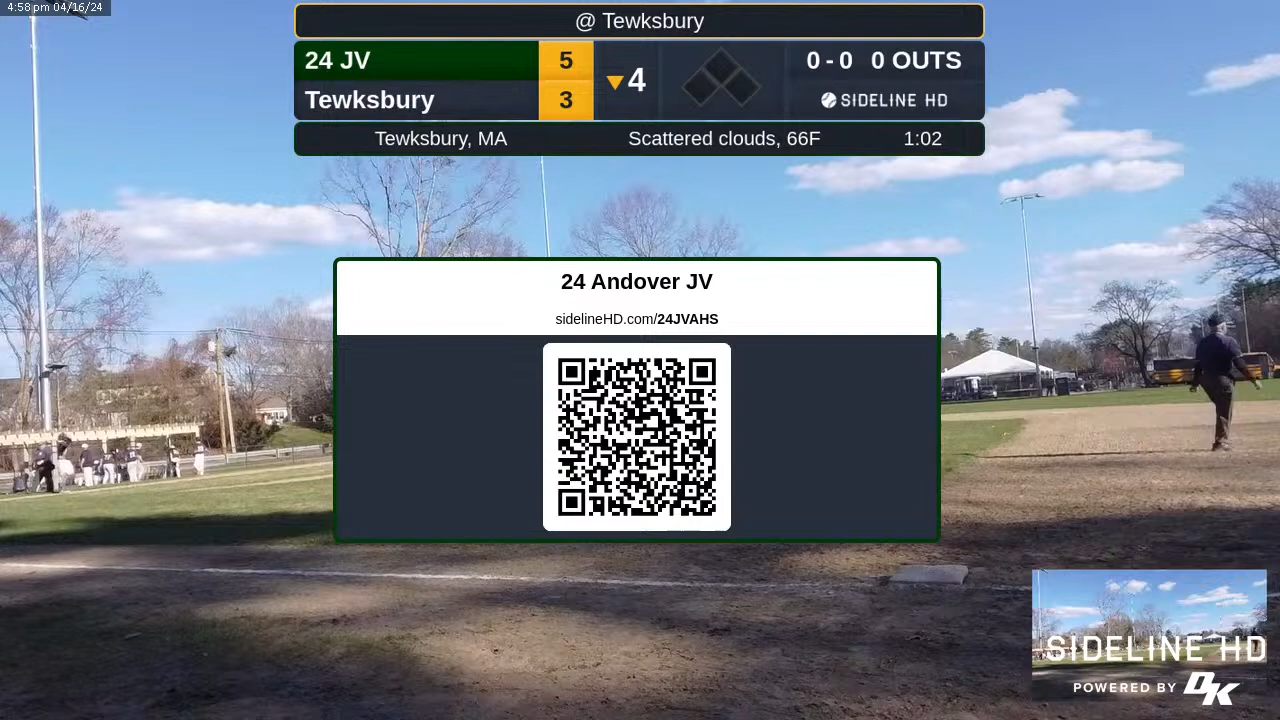 4:58 pm 04/16/24
@ Tewksbury
24 JV 5
Tewksbury 3
▼4
0 - 0 0 OUTS
SIDELINE HD
Tewksbury, MA Scattered clouds, 66F 1:02
24 Andover JV
sidelineHD.com/24JVAHS
SIDELINE HD
POWERED BY DK